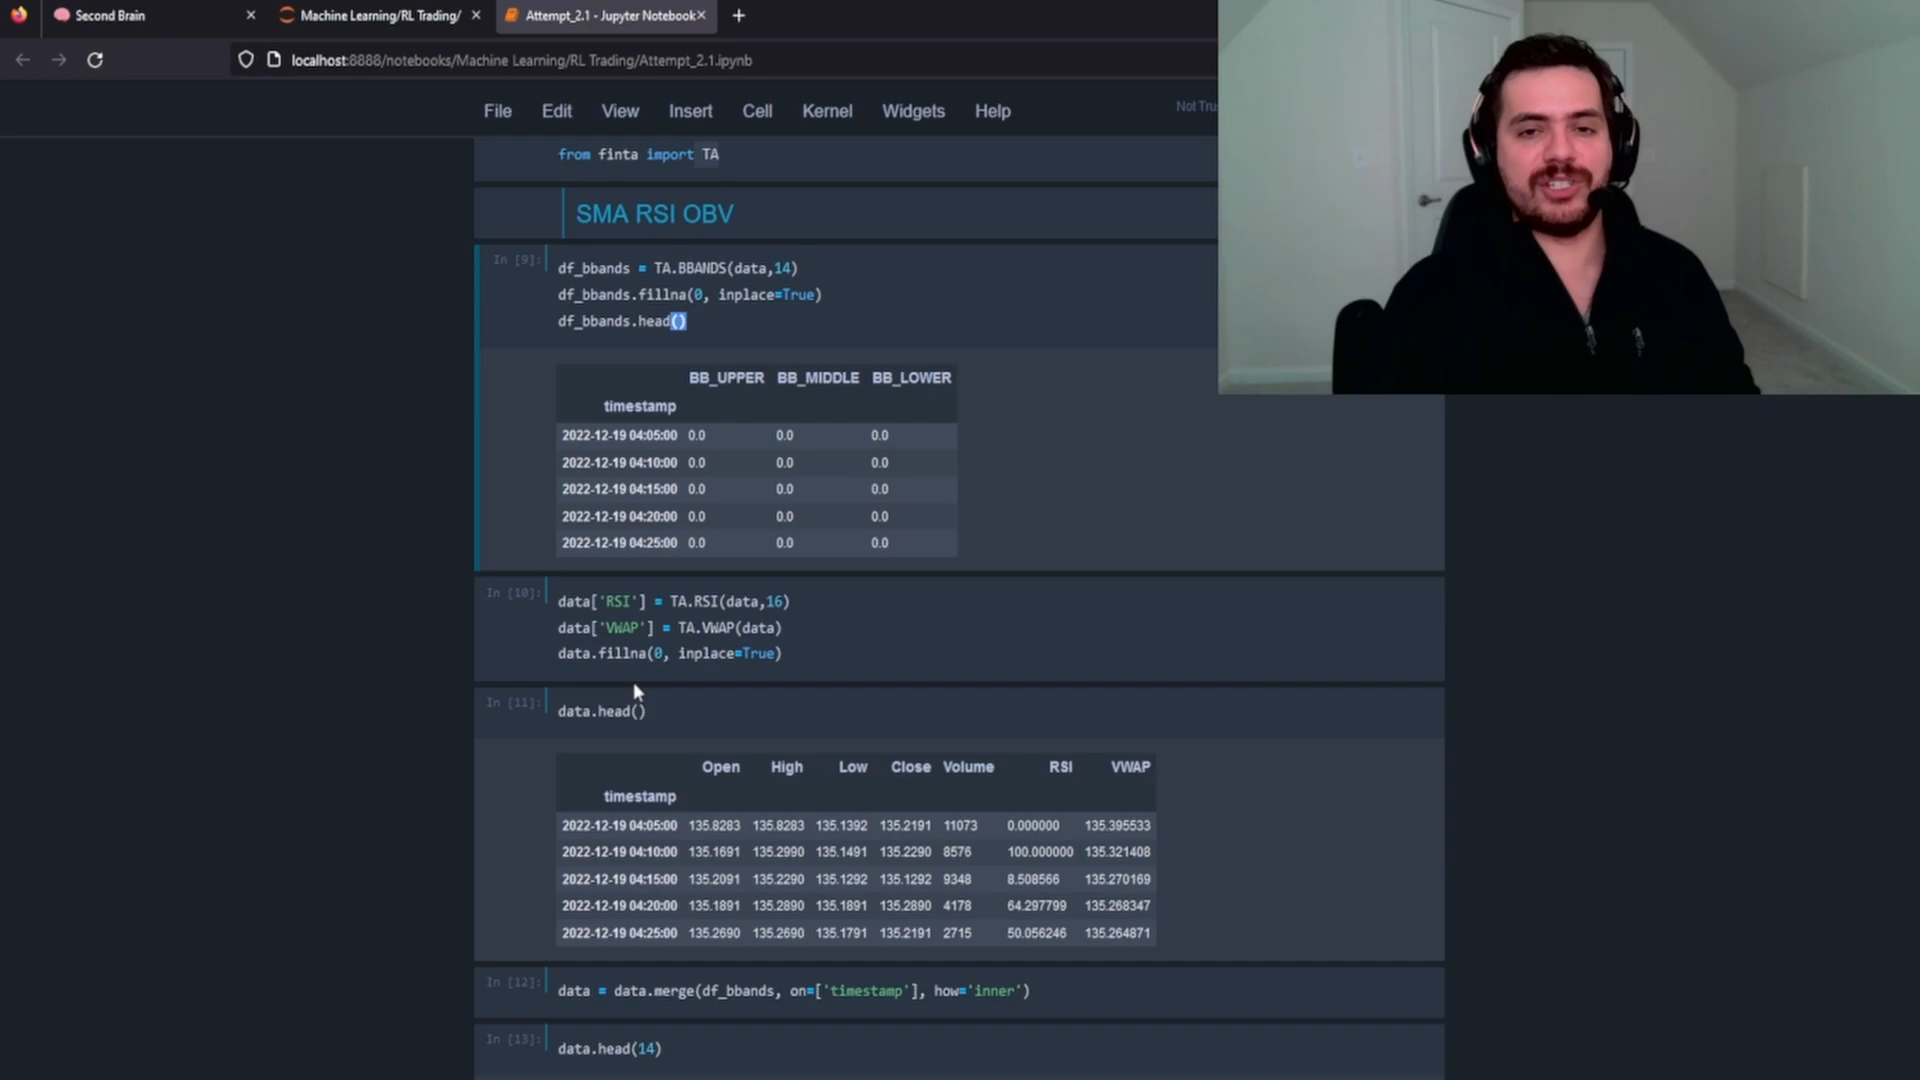 Second Brain
Machine Learning/RL Trading/
Attempt_2.1 - Jupyter Notebook
localhost:8888/notebooks/Machine Learning/RL Trading/Attempt_2.1.ipynb
File Edit View Insert Cell Kernel Widgets Help Not Tru
from finta import TA
SMA RSI OBV
In [9]:
df_bbands = TA.BBANDS(data,14)
df_bbands.fillna(0, inplace=True)
df_bbands.head()
BB_UPPER BB_MIDDLE BB_LOWER
timestamp
2022-12-19 04:05:00 0.0 0.0 0.0
2022-12-19 04:10:00 0.0 0.0 0.0
2022-12-19 04:15:00 0.0 0.0 0.0
2022-12-19 04:20:00 0.0 0.0 0.0
2022-12-19 04:25:00 0.0 0.0 0.0
In [10]:
data['RSI'] = TA.RSI(data,16)
data['VWAP'] = TA.VWAP(data)
data.fillna(0, inplace=True)
In [11]:
data.head()
Open High Low Close Volume RSI VWAP
timestamp
2022-12-19 04:05:00 135.8283 135.8283 135.1392 135.2191 11073 0.000000 135.395533
2022-12-19 04:10:00 135.1691 135.2990 135.1491 135.2290 8576 100.000000 135.321408
2022-12-19 04:15:00 135.2091 135.2290 135.1292 135.1292 9348 8.508566 135.270169
2022-12-19 04:20:00 135.1891 135.2890 135.1891 135.2890 4178 64.297799 135.268347
2022-12-19 04:25:00 135.2690 135.2690 135.1791 135.2191 2715 50.056246 135.264871
In [12]:
data = data.merge(df_bbands, on=['timestamp'], how='inner')
In [13]:
data.head(14)